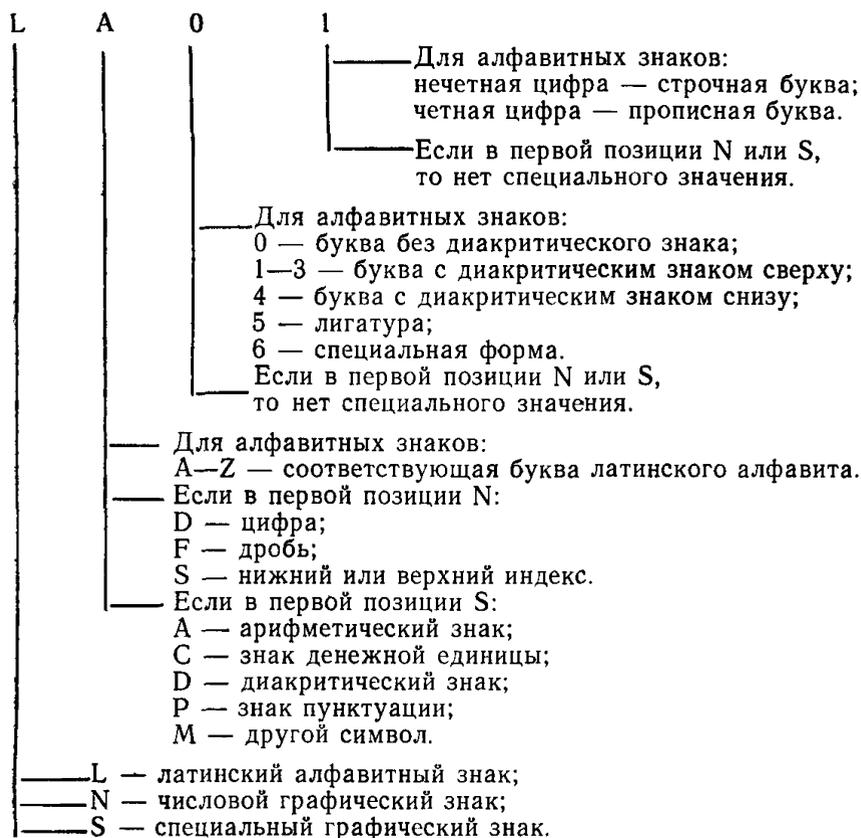 L A 0 1
Для алфавитных знаков:
нечетная цифра — строчная буква;
четная цифра — прописная буква.
Если в первой позиции N или S,
то нет специального значения.
Для алфавитных знаков:
0 — буква без диакритического знака;
1—3 — буква с диакритическим знаком сверху;
4 — буква с диакритическим знаком снизу;
5 — лигатура;
6 — специальная форма.
Если в первой позиции N или S,
то нет специального значения.
Для алфавитных знаков:
A—Z — соответствующая буква латинского алфавита.
Если в первой позиции N:
D — цифра;
F — дробь;
S — нижний или верхний индекс.
Если в первой позиции S:
A — арифметический знак;
C — знак денежной единицы;
D — диакритический знак;
P — знак пунктуации;
M — другой символ.
L — латинский алфавитный знак;
N — числовой графический знак;
S — специальный графический знак.